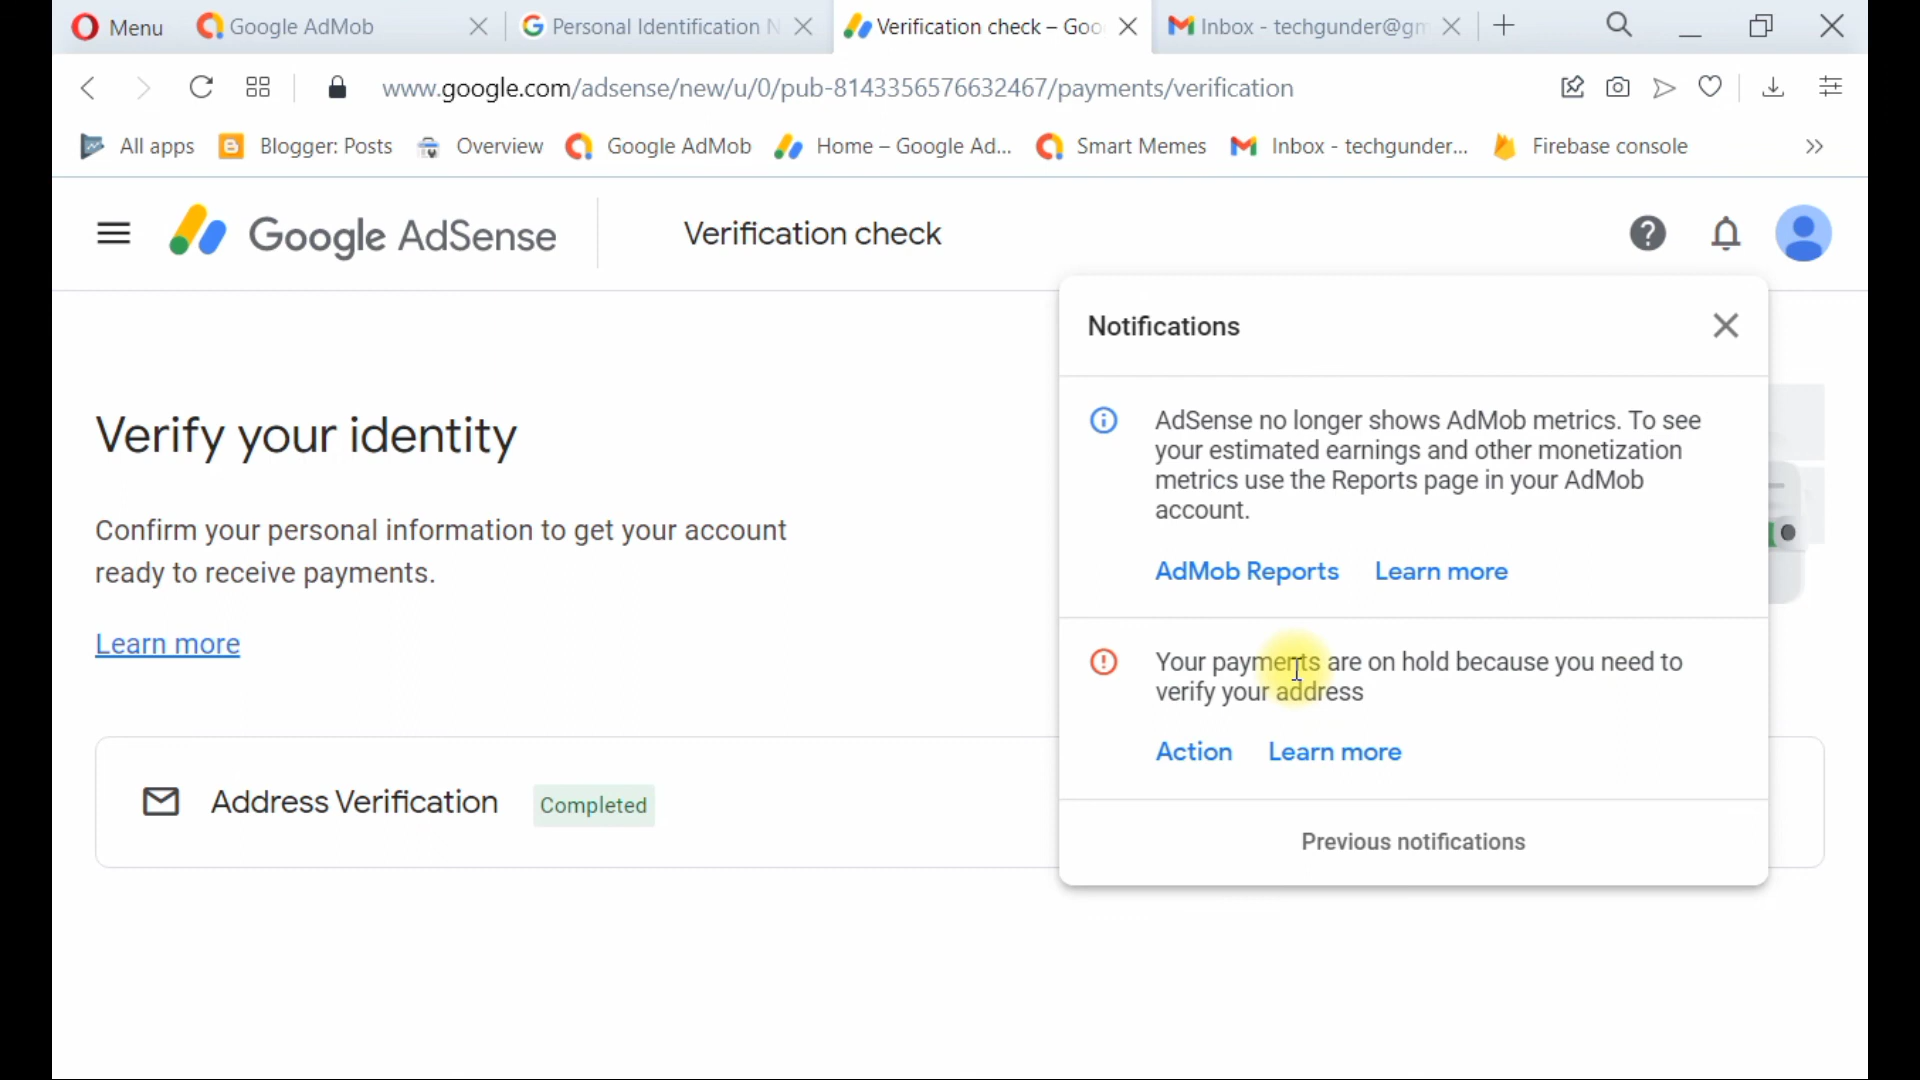 Menu
Google AdMob
Personal Identification N
Verification check – Goo
Inbox - techgunder@gm
www.google.com/adsense/new/u/0/pub-8143356576632467/payments/verification
All apps
Blogger: Posts
Overview
Google AdMob
Home – Google Ad...
Smart Memes
Inbox - techgunder...
Firebase console
Google AdSense
Verification check
Notifications
AdSense no longer shows AdMob metrics. To see
your estimated earnings and other monetization
metrics use the Reports page in your AdMob
account.
AdMob Reports Learn more
Your payments are on hold because you need to
verify your address
Action Learn more
Previous notifications
Verify your identity
Confirm your personal information to get your account
ready to receive payments.
Learn more
Address Verification Completed